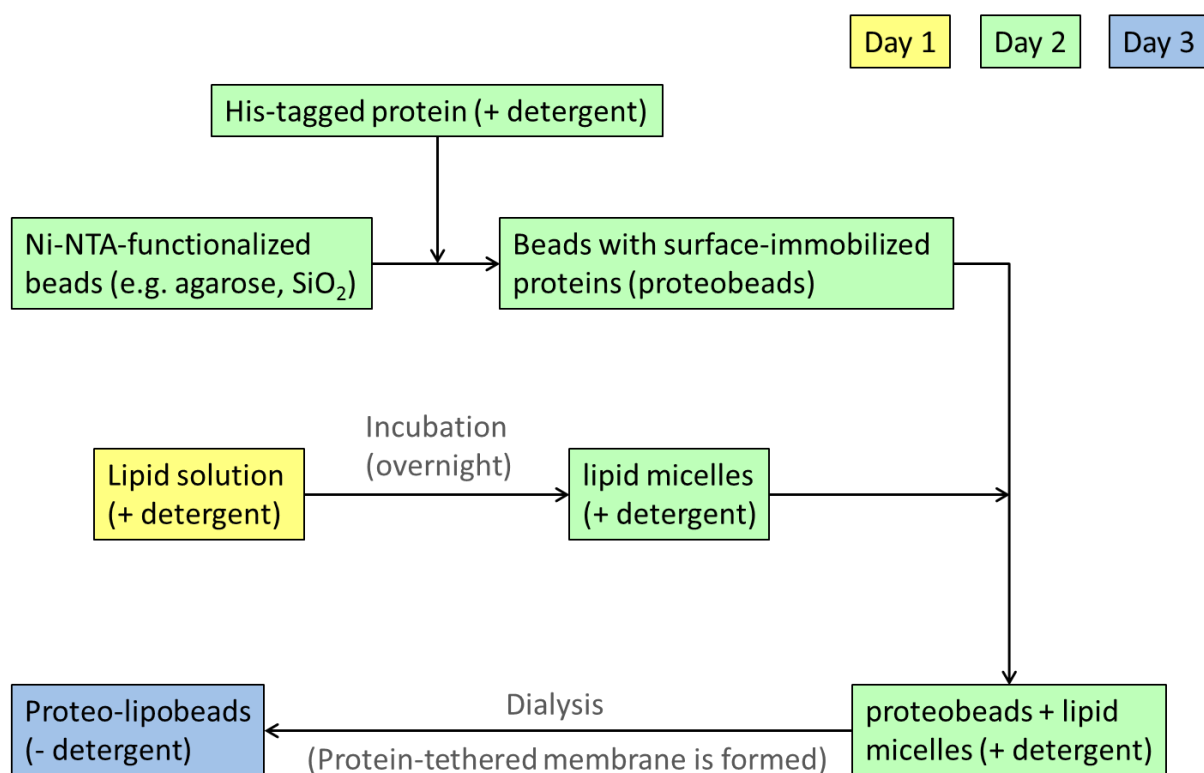 Day 1
Day 2
Day 3
His-tagged protein (+ detergent)
Ni-NTA-functionalized
beads (e.g. agarose, SiO₂)
Beads with surface-immobilized
proteins (proteobeads)
Incubation
(overnight)
Lipid solution
(+ detergent)
lipid micelles
(+ detergent)
Proteo-lipobeads
(- detergent)
Dialysis
(Protein-tethered membrane is formed)
proteobeads + lipid
micelles (+ detergent)